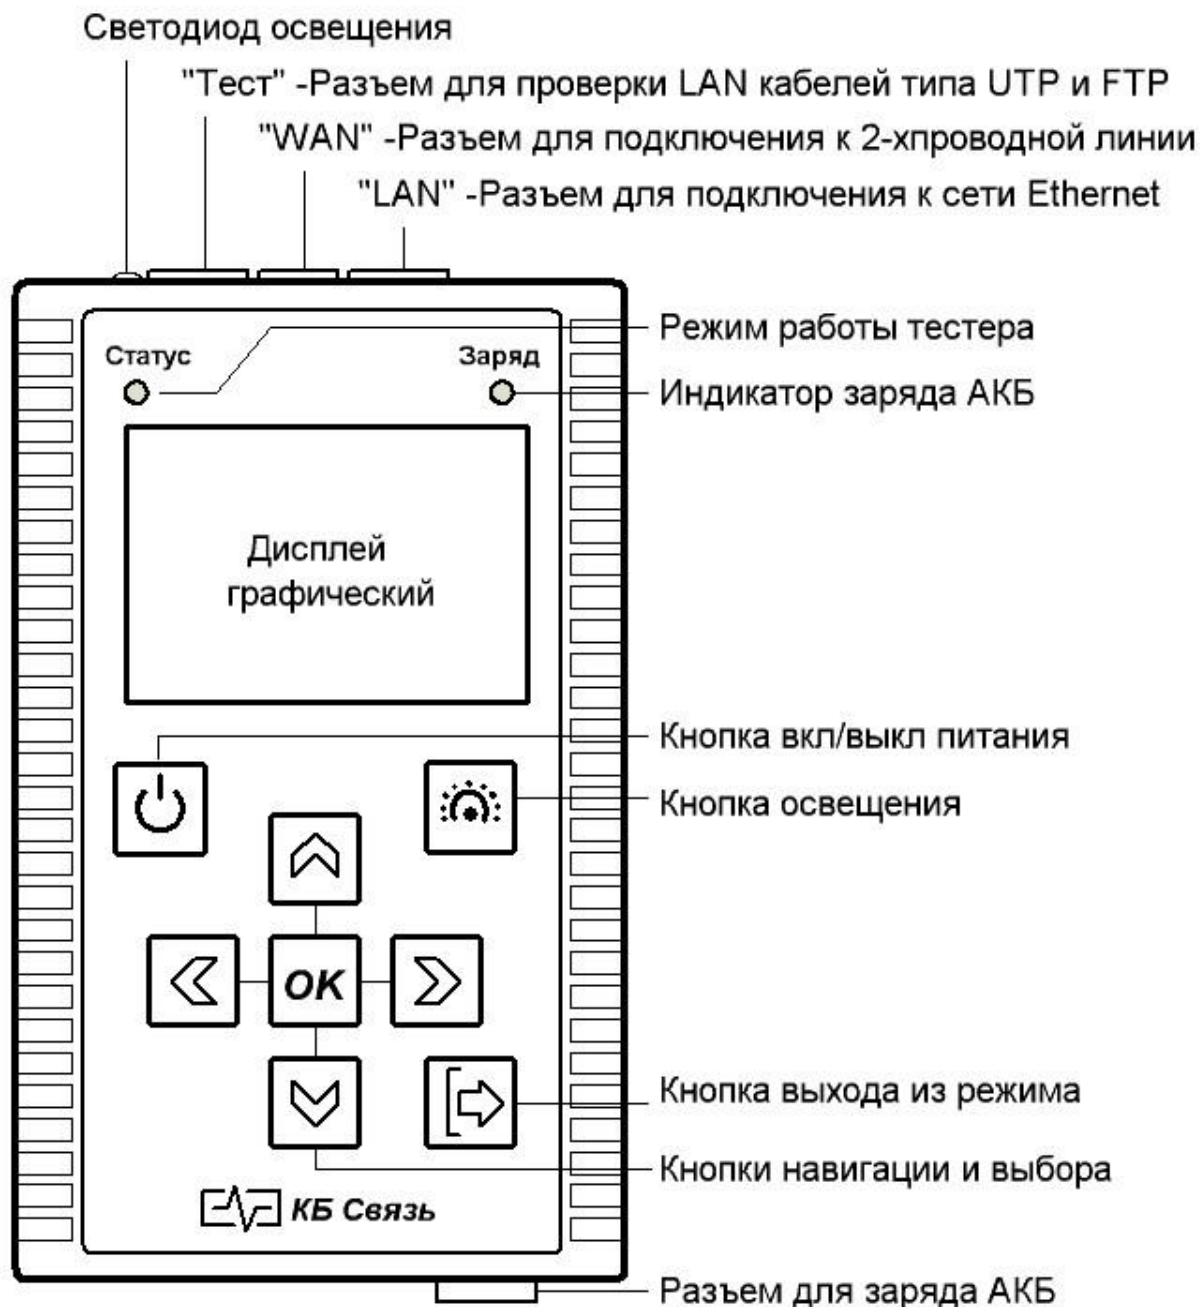 Светодиод освещения
"Тест" -Разъем для проверки LAN кабелей типа UTP и FTP
"WAN" -Разъем для подключения к 2-хпроводной линии
"LAN" -Разъем для подключения к сети Ethernet
Режим работы тестера
Статус
Заряд
Индикатор заряда АКБ
Дисплей
графический
Кнопка вкл/выкл питания
Кнопка освещения
OK
Кнопка выхода из режима
Кнопки навигации и выбора
КБ Связь
Разъем для заряда АКБ